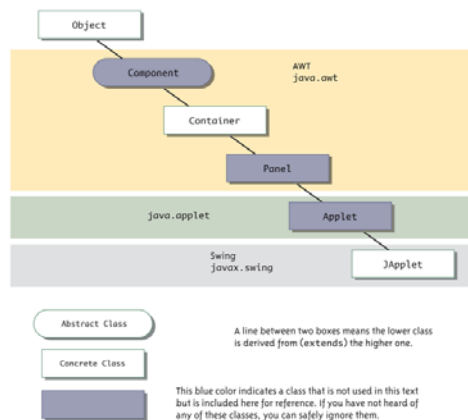 Object
Component
AWT
java.awt
Container
Panel
java.applet
Applet
Swing
javax.swing
JApplet
Abstract Class
A line between two boxes means the lower class
is derived from (extends) the higher one.
Concrete Class
This blue color indicates a class that is not used in this text
but is included here for reference. If you have not heard of
any of these classes, you can safely ignore them.